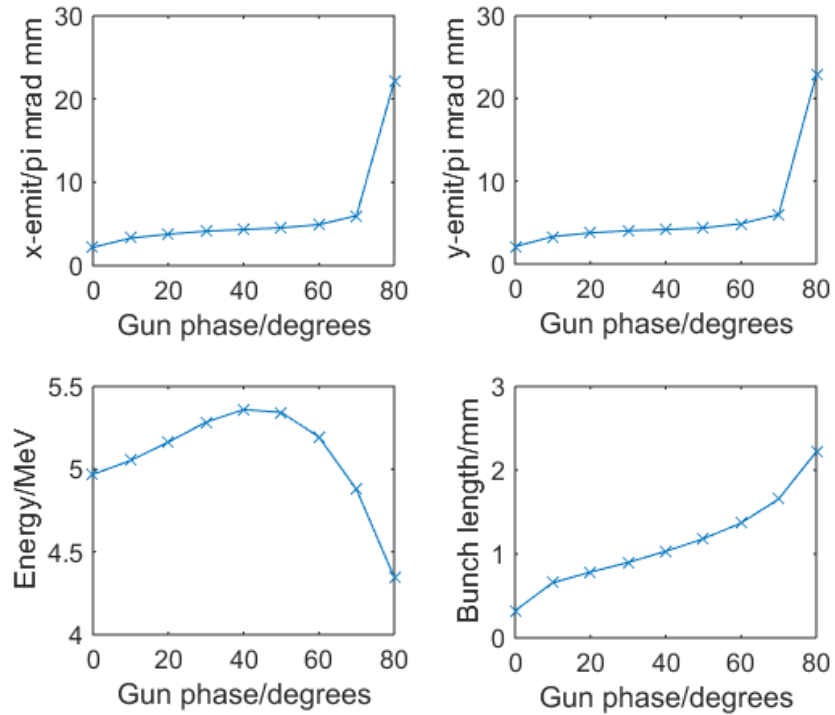 30
20
10
0
x-emit/pi mrad mm
0 20 40 60 80
Gun phase/degrees
30
20
10
0
y-emit/pi mrad mm
0 20 40 60 80
Gun phase/degrees
5.5
5
4.5
4
Energy/MeV
0 20 40 60 80
Gun phase/degrees
3
2
1
0
Bunch length/mm
0 20 40 60 80
Gun phase/degrees